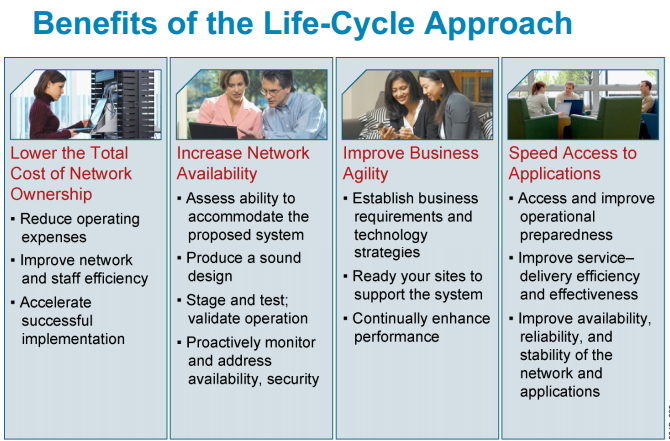 Benefits of the Life-Cycle Approach
Lower the Total
Cost of Network
Ownership
▪ Reduce operating
expenses
▪ Improve network
and staff efficiency
▪ Accelerate
successful
implementation
Increase Network
Availability
▪ Assess ability to
accommodate the
proposed system
▪ Produce a sound
design
▪ Stage and test;
validate operation
▪ Proactively monitor
and address
availability, security
Improve Business
Agility
▪ Establish business
requirements and
technology
strategies
▪ Ready your sites to
support the system
▪ Continually enhance
performance
Speed Access to
Applications
▪ Access and improve
operational
preparedness
▪ Improve service–
delivery efficiency
and effectiveness
▪ Improve availability,
reliability, and
stability of the
network and
applications